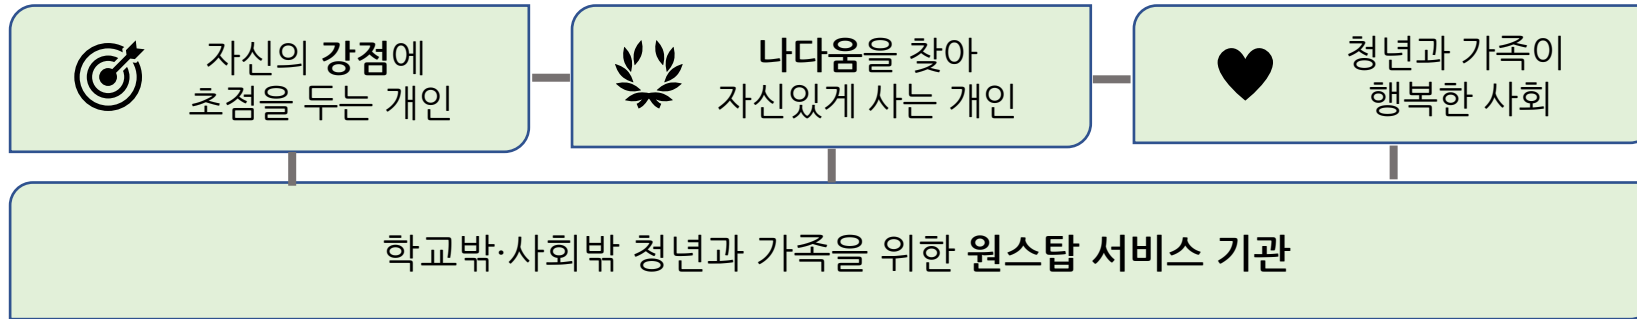 자신의 강점에
초점을 두는 개인
나다움을 찾아
자신있게 사는 개인
청년과 가족이
행복한 사회
학교밖·사회밖 청년과 가족을 위한 원스탑 서비스 기관